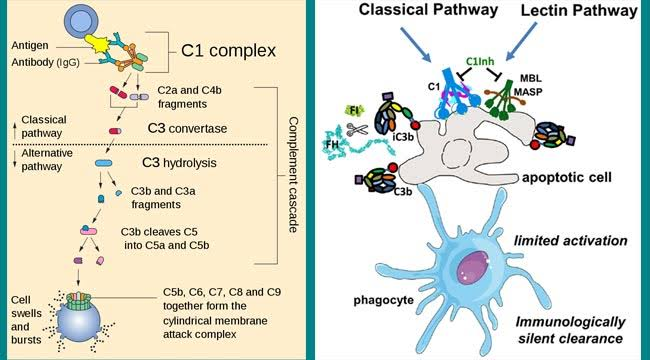 Antigen
Antibody (IgG)
C1 complex
C2a and C4b
fragments
Classical
pathway
C3 convertase
Alternative
pathway
C3 hydrolysis
C3b and C3a
fragments
C3b cleaves C5
into C5a and C5b
Complement cascade
Cell
swells
and
bursts
C5b, C6, C7, C8 and C9
together form the
cylindrical membrane
attack complex
Classical Pathway
Lectin Pathway
C1Inh
C1
MBL
MASP
FI
iC3b
FH
C3b
apoptotic cell
limited activation
phagocyte
Immunologically
silent clearance